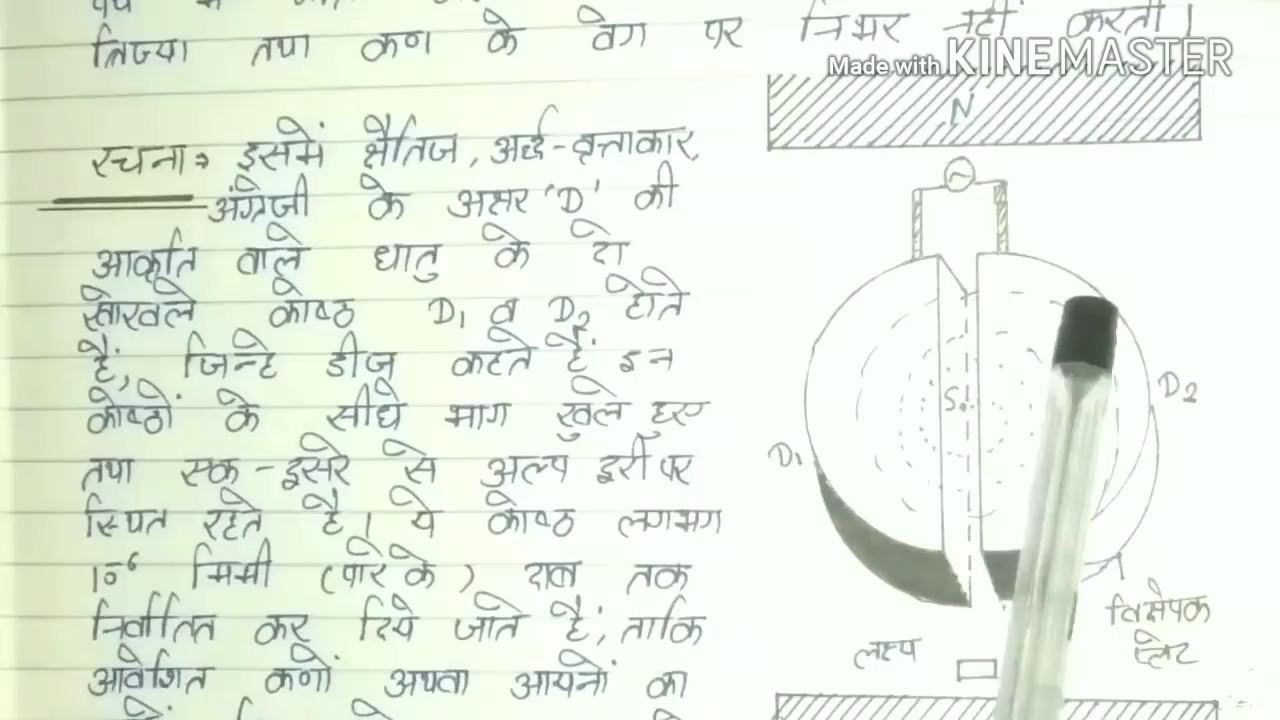 त्रिज्या तथा कण के वेग पर निर्भर नहीं करती।
Made with KINEMASTER
N
रचना→ इसमें क्षैतिज, अर्द्ध-वृत्ताकार,
अंग्रेजी के अक्षर 'D' की
आकृति वाले धातु के दो
खोखले कोष्ठ D₁ व D₂ होते
हैं, जिन्हे डीज कहते हैं इन
कोष्ठों के सीधे भाग खुले हुए
तथा एक-दूसरे से अल्प दूरी पर
स्थित रहते है। ये कोष्ठ लगभग
10⁻⁶ मिमी (पारे के) दाब तक
निर्वातित कर दिये जाते है, ताकि
आवेशित कणों अथवा आयनों का
S
D₂
D₁
विक्षेपक
प्लेट
लक्ष्य